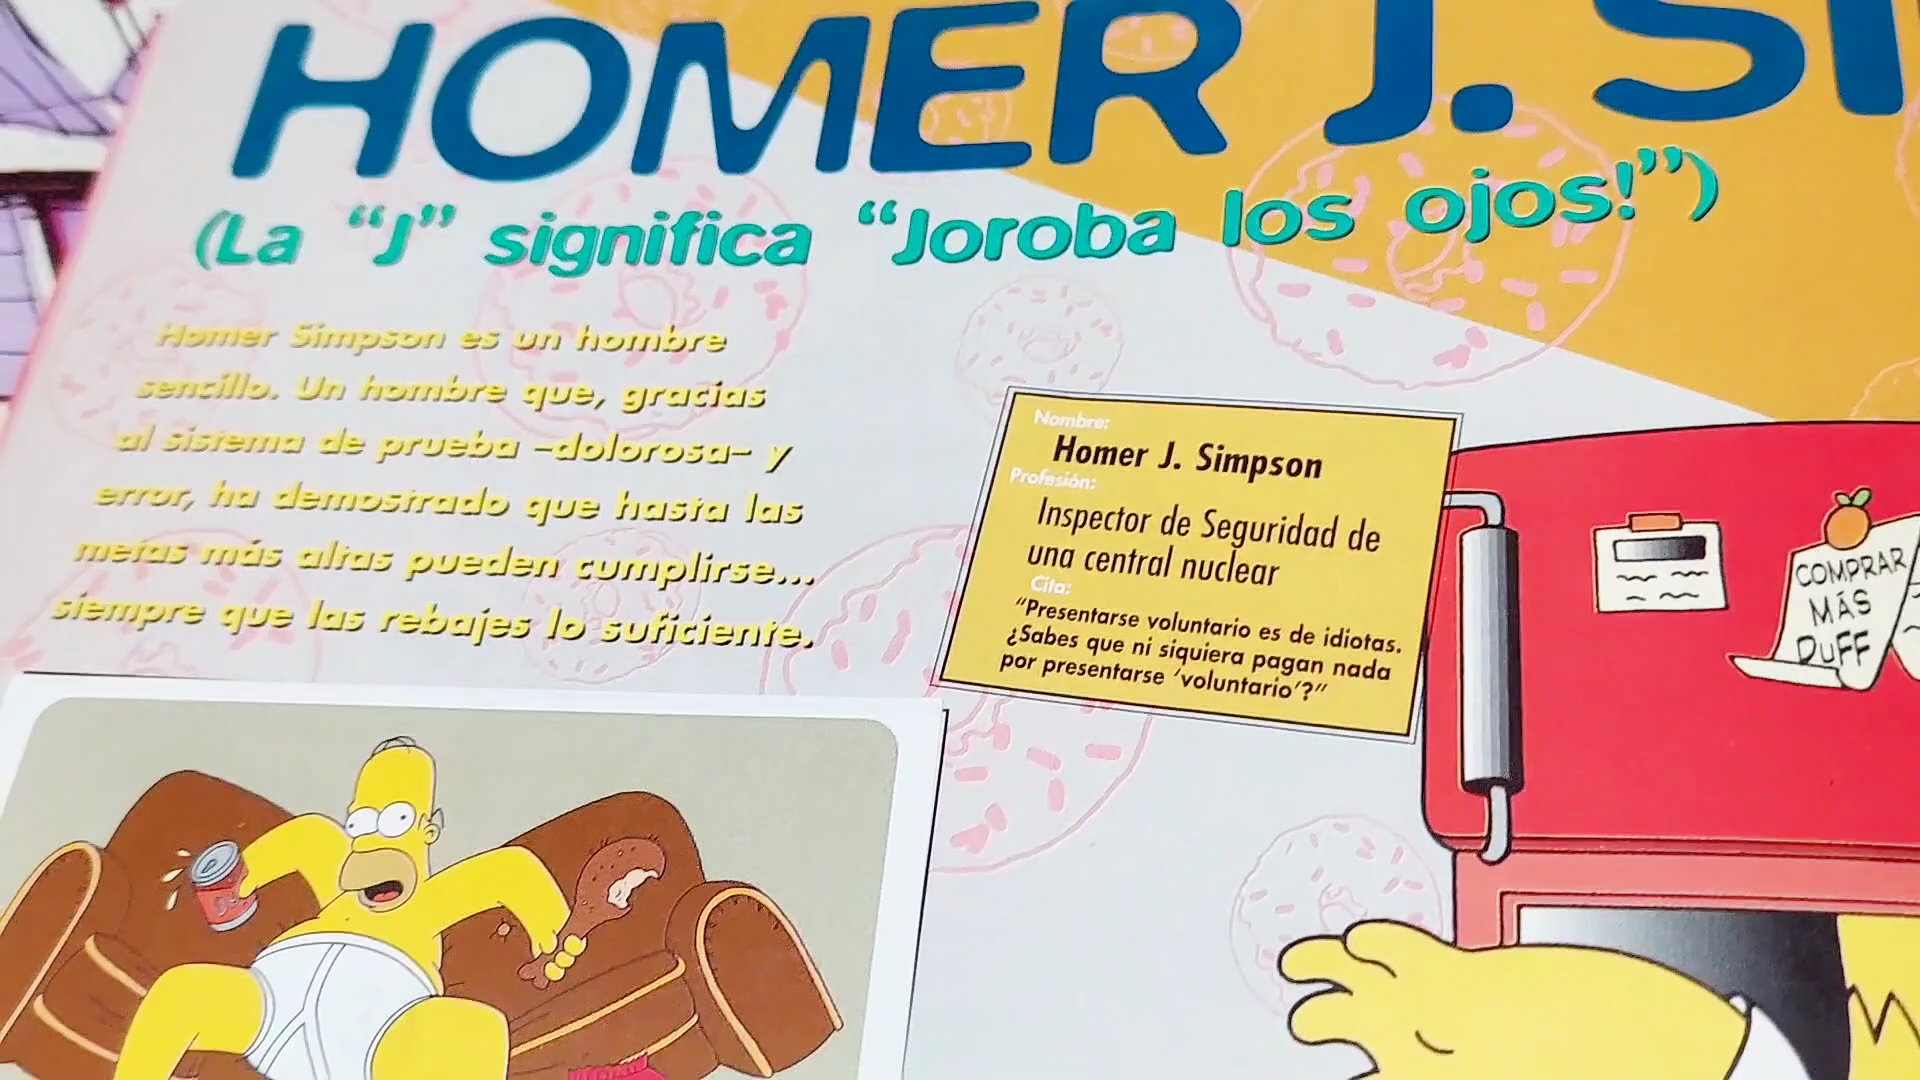 HOMER J. SI
(La “J” significa “Joroba los ojos!”)
Homer Simpson es un hombre
sencillo. Un hombre que, gracias
al sistema de prueba –dolorosa– y
error, ha demostrado que hasta las
metas más altas pueden cumplirse...
siempre que las rebajes lo suficiente.
Nombre:
Homer J. Simpson
Profesión:
Inspector de Seguridad de
una central nuclear
Cita:
“Presentarse voluntario es de idiotas.
¿Sabes que ni siquiera pagan nada
por presentarse ‘voluntario’?”
COMPRAR
MÁS
DUFF